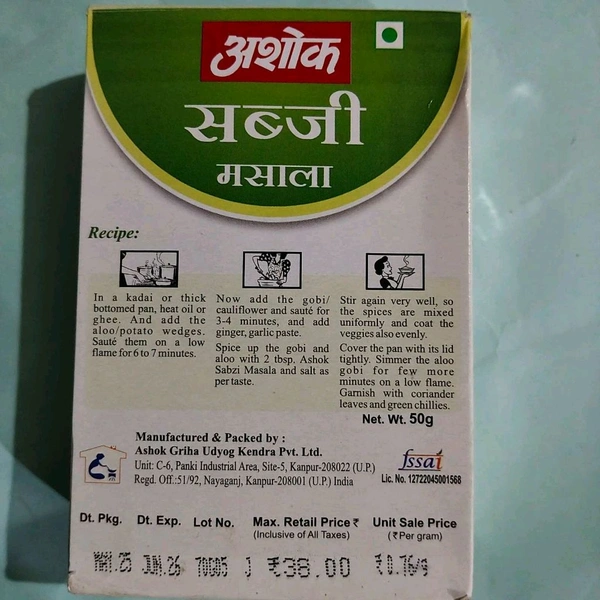 अशोक
सब्जी
मसाला
Recipe:
In a kadai or thick
bottomed pan, heat oil or
ghee. And add the
aloo/potato wedges.
Sauté them on a low
flame for 6 to 7 minutes.
Now add the gobi/
cauliflower and sauté for
3-4 minutes, and add
ginger, garlic paste.
Spice up the gobi and
aloo with 2 tbsp. Ashok
Sabzi Masala and salt as
per taste.
Stir again very well, so
the spices are mixed
uniformly and coat the
veggies also evenly.
Cover the pan with its lid
tightly. Simmer the aloo
gobi for few more
minutes on a low flame.
Garnish with coriander
leaves and green chillies.
Net. Wt. 50g
Manufactured & Packed by :
Ashok Griha Udyog Kendra Pvt. Ltd.
Unit: C-6, Panki Industrial Area, Site-5, Kanpur-208022 (U.P.)
Regd. Off.:51/92, Nayaganj, Kanpur-208001 (U.P.) India
fssai
Lic. No. 12722045001568
Dt. Pkg. Dt. Exp. Lot No. Max. Retail Price ₹ Unit Sale Price
(Inclusive of All Taxes) (₹ Per gram)
JUN.26 J ₹38.00 ₹0.76/g